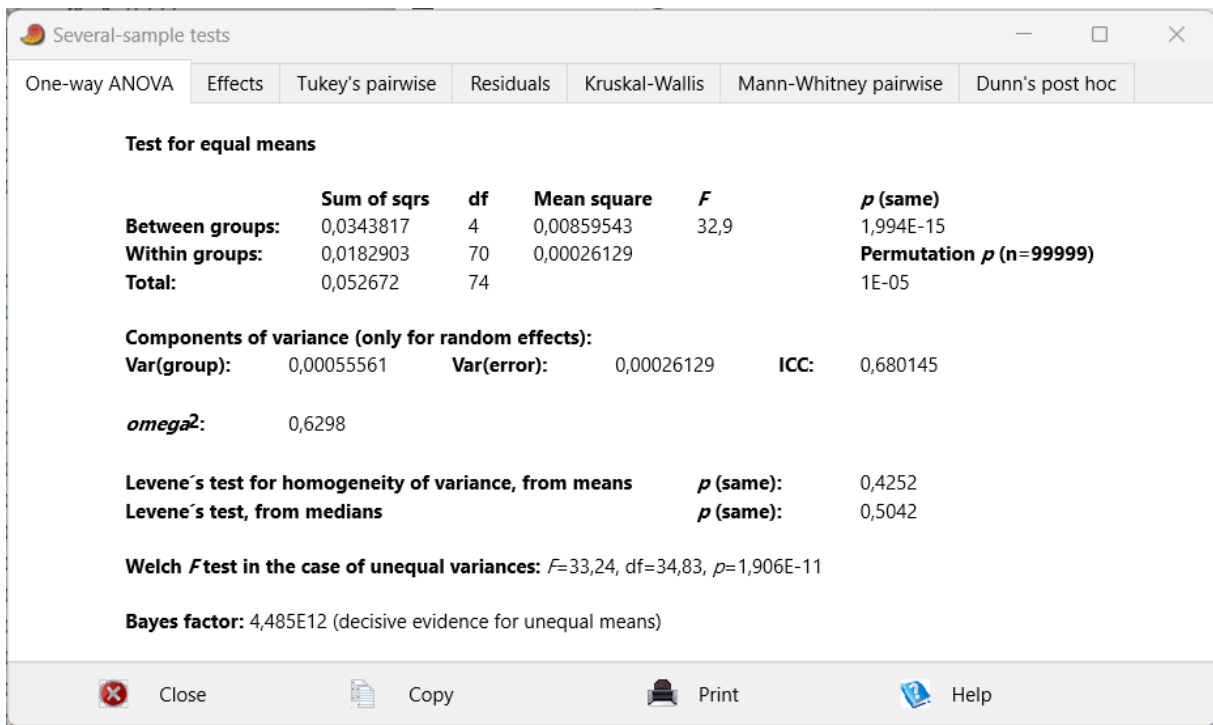 Several-sample tests
One-way ANOVA Effects Tukey's pairwise Residuals Kruskal-Wallis Mann-Whitney pairwise Dunn's post hoc
Test for equal means
Sum of sqrs df Mean square F p (same)
Between groups: 0,0343817 4 0,00859543 32,9 1,994E-15
Within groups: 0,0182903 70 0,00026129 Permutation p (n=99999)
Total: 0,052672 74 1E-05
Components of variance (only for random effects):
Var(group): 0,00055561 Var(error): 0,00026129 ICC: 0,680145
omega2: 0,6298
Levene´s test for homogeneity of variance, from means p (same): 0,4252
Levene´s test, from medians p (same): 0,5042
Welch F test in the case of unequal variances: F=33,24, df=34,83, p=1,906E-11
Bayes factor: 4,485E12 (decisive evidence for unequal means)
Close Copy Print Help